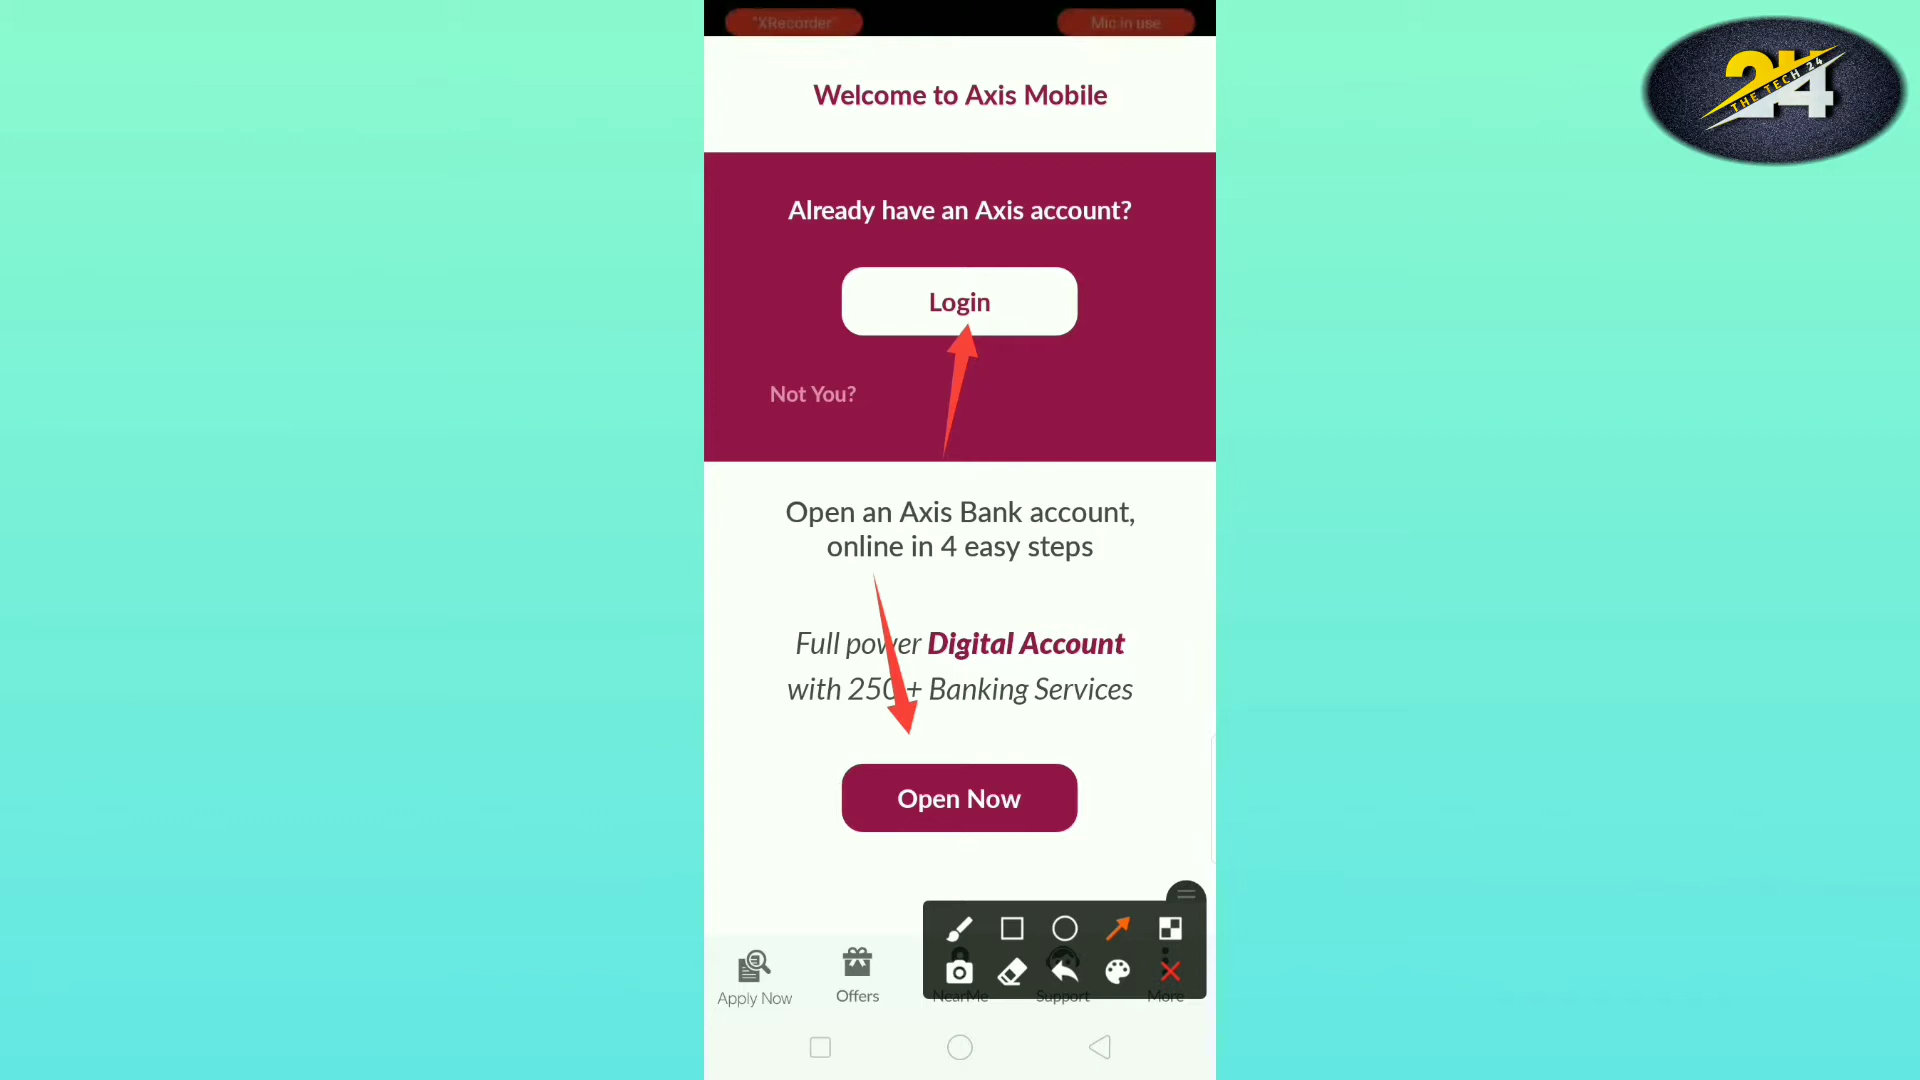 "XRecorder"
Mic in use
24
THE TECH 24
Welcome to Axis Mobile
Already have an Axis account?
Login
Not You?
Open an Axis Bank account,
online in 4 easy steps
Full power Digital Account
with 250+ Banking Services
Open Now
Apply Now
Offers
NearMe
Support
More